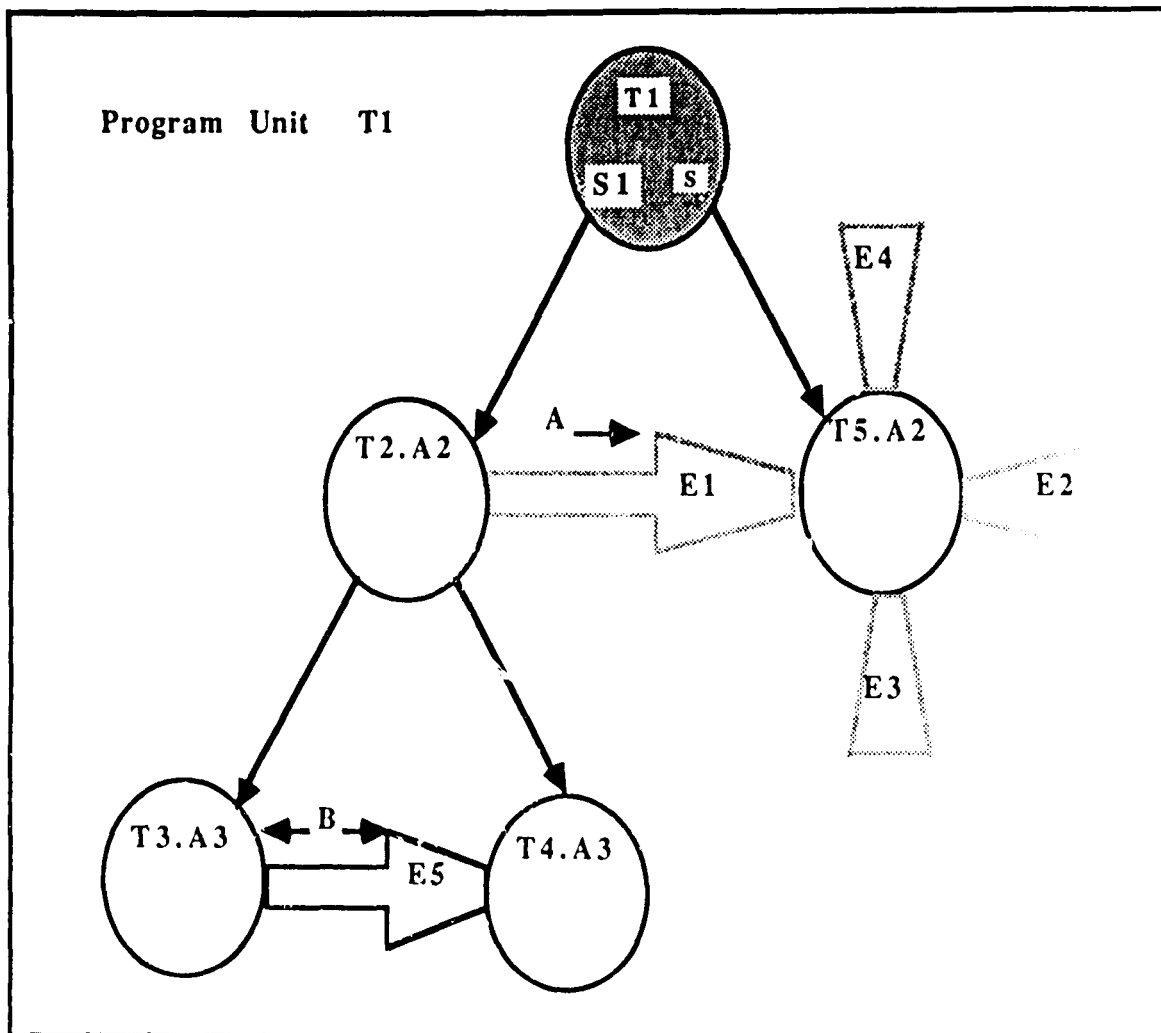 T1
Program Unit T1
S1 S
E4
A
T2.A2 T5.A2
E1 E2
E3
B
T3.A3 T4.A3
E5